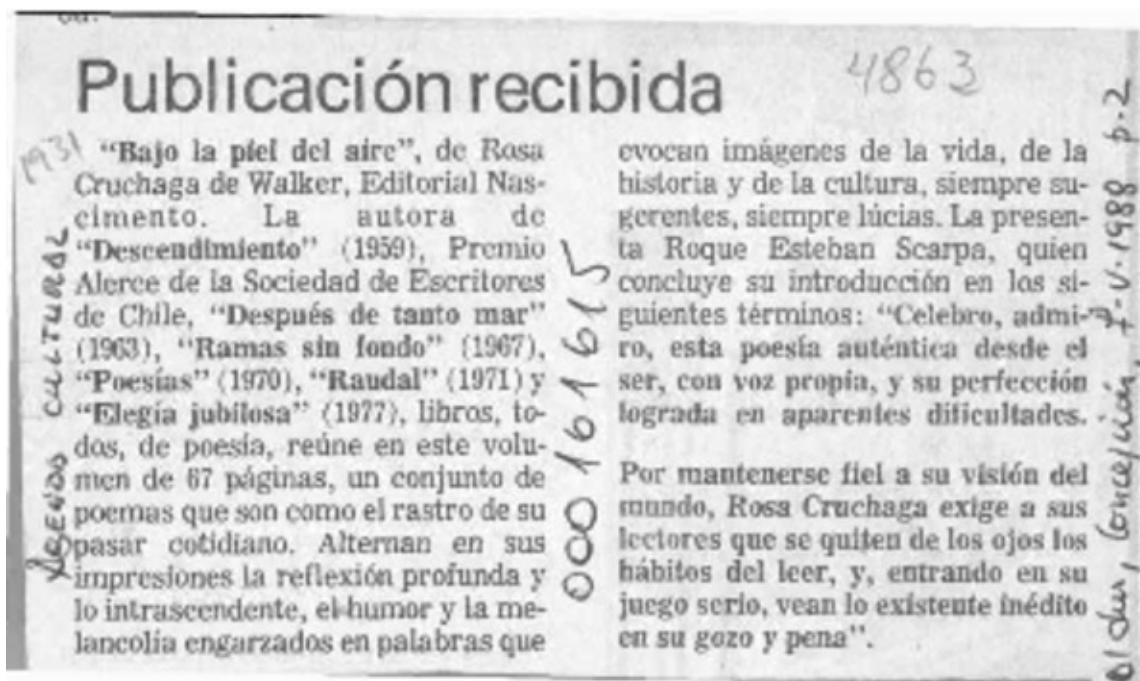 Publicación recibida
4863
1931
"Bajo la piel del aire", de Rosa
Cruchaga de Walker, Editorial Nas-
cimento. La autora de
"Descendimiento" (1959), Premio
Alerce de la Sociedad de Escritores
de Chile, "Después de tanto mar"
(1963), "Ramas sin fondo" (1967),
"Poesías" (1970), "Raudal" (1971) y
"Elegía jubilosa" (1977), libros, to-
dos, de poesía, reúne en este volu-
men de 67 páginas, un conjunto de
poemas que son como el rastro de su
pasar cotidiano. Alternan en sus
impresiones la reflexión profunda y
lo intrascendente, el humor y la me-
lancolía engarzados en palabras que
evocan imágenes de la vida, de la
historia y de la cultura, siempre su-
gerentes, siempre lúcias. La presen-
ta Roque Esteban Scarpa, quien
concluye su introducción en los si-
guientes términos: "Celebro, admi-
ro, esta poesía auténtica desde el
ser, con voz propia, y su perfección
lograda en aparentes dificultades.
Por mantenerse fiel a su visión del
mundo, Rosa Cruchaga exige a sus
lectores que se quiten de los ojos los
hábitos del leer, y, entrando en su
juego serio, vean lo existente inédito
en su gozo y pena".
CULTURAL
000161615
Concepción, V.1988 p.2